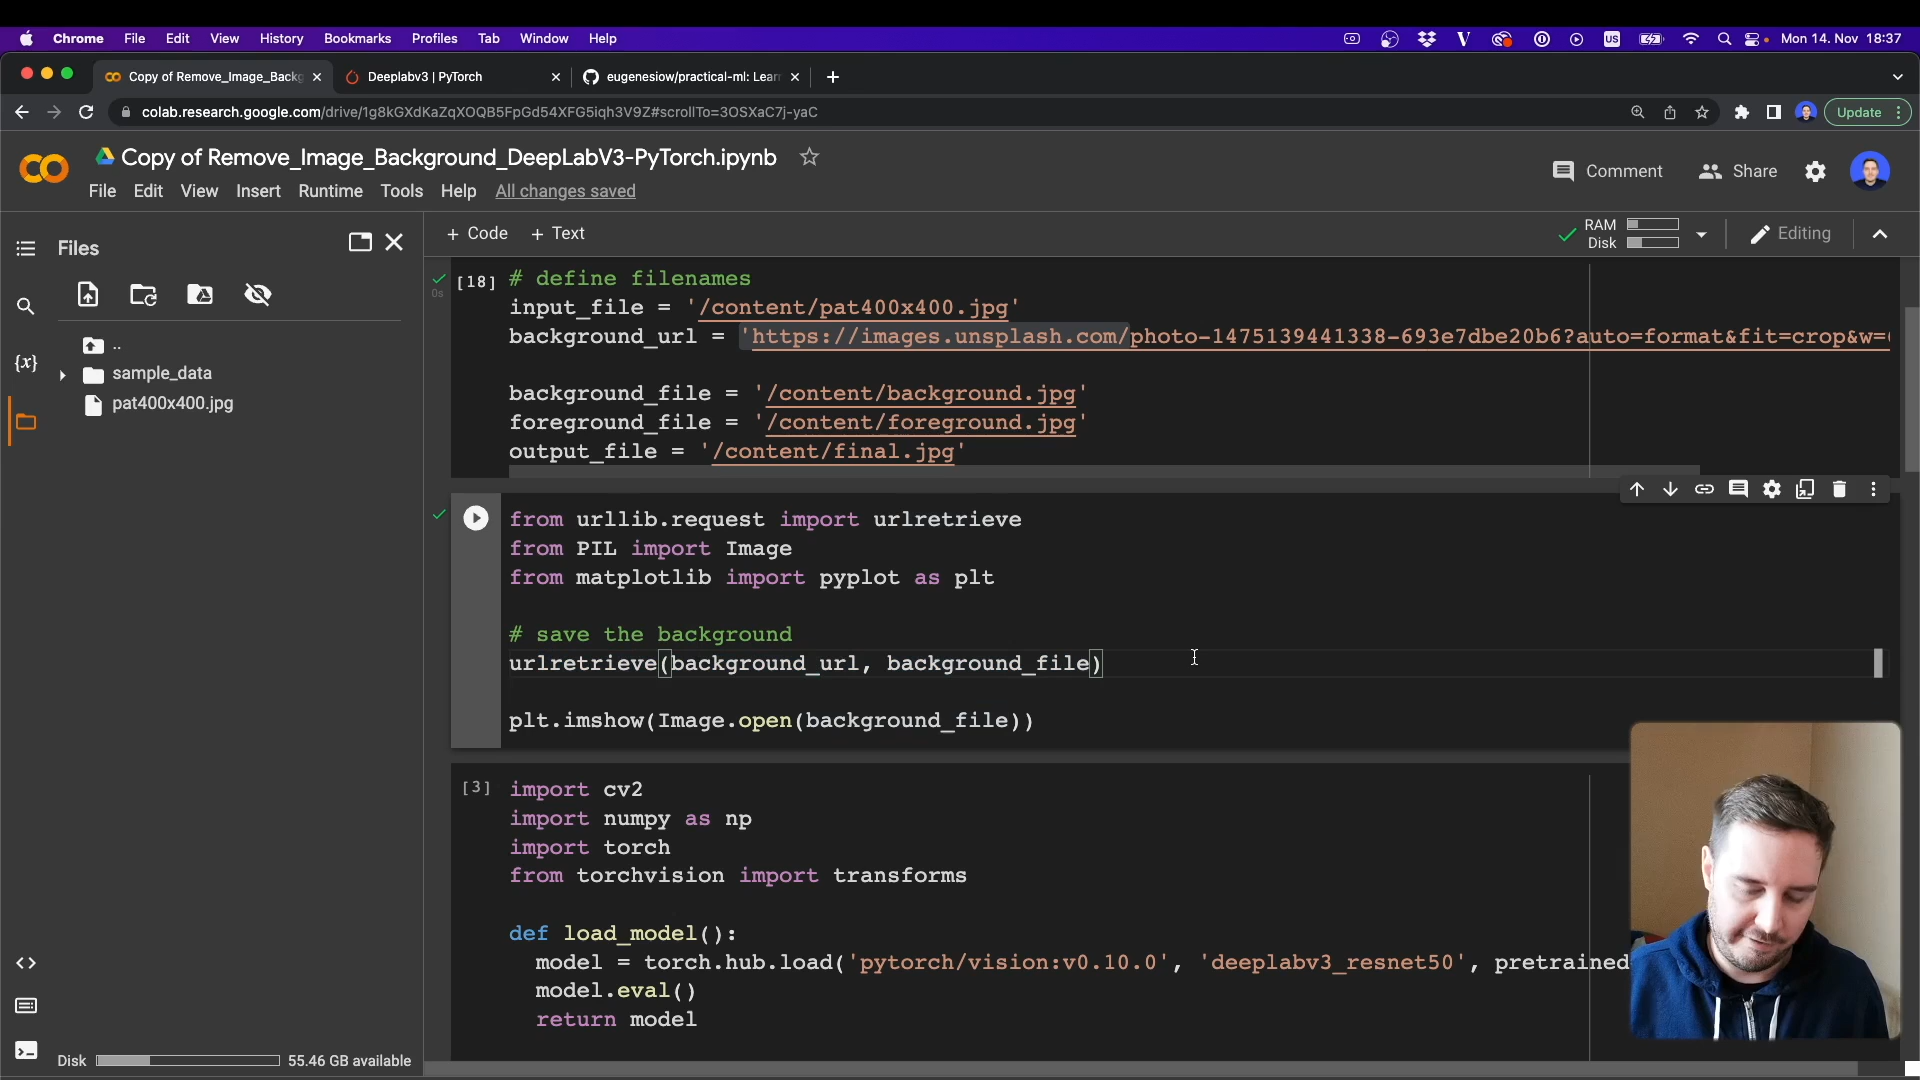 Chrome File Edit View History Bookmarks Profiles Tab Window Help US Mon 14. Nov 18:37
Copy of Remove_Image_Backg Deeplabv3 | PyTorch eugenesiow/practical-ml: Lear
colab.research.google.com/drive/1g8kGXdKaZqXOQB5FpGd54XFG5iqh3V9Z#scrollTo=3OSXaC7j-yaC Update
Copy of Remove_Image_Background_DeepLabV3-PyTorch.ipynb
File Edit View Insert Runtime Tools Help All changes saved
Comment Share
Files
+ Code + Text
RAM
Disk
Editing
..
sample_data
pat400x400.jpg
{x}
Disk 55.46 GB available
0s
[18] # define filenames
input_file = '/content/pat400x400.jpg'
background_url = 'https://images.unsplash.com/photo-1475139441338-693e7dbe20b6?auto=format&fit=crop&w=
background_file = '/content/background.jpg'
foreground_file = '/content/foreground.jpg'
output_file = '/content/final.jpg'
from urllib.request import urlretrieve
from PIL import Image
from matplotlib import pyplot as plt
# save the background
urlretrieve(background_url, background_file)
plt.imshow(Image.open(background_file))
[3] import cv2
import numpy as np
import torch
from torchvision import transforms
def load_model():
model = torch.hub.load('pytorch/vision:v0.10.0', 'deeplabv3_resnet50', pretrained
model.eval()
return model